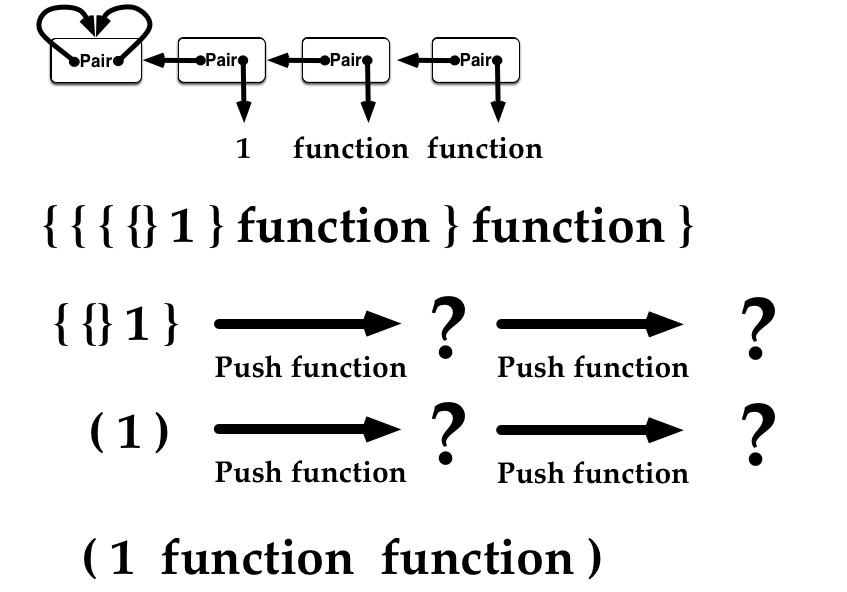 Pair Pair Pair Pair
1 function function
{ { { {} 1 } function } function }
{ {} 1 } ? ?
Push function Push function
( 1 ) ? ?
Push function Push function
( 1 function function )